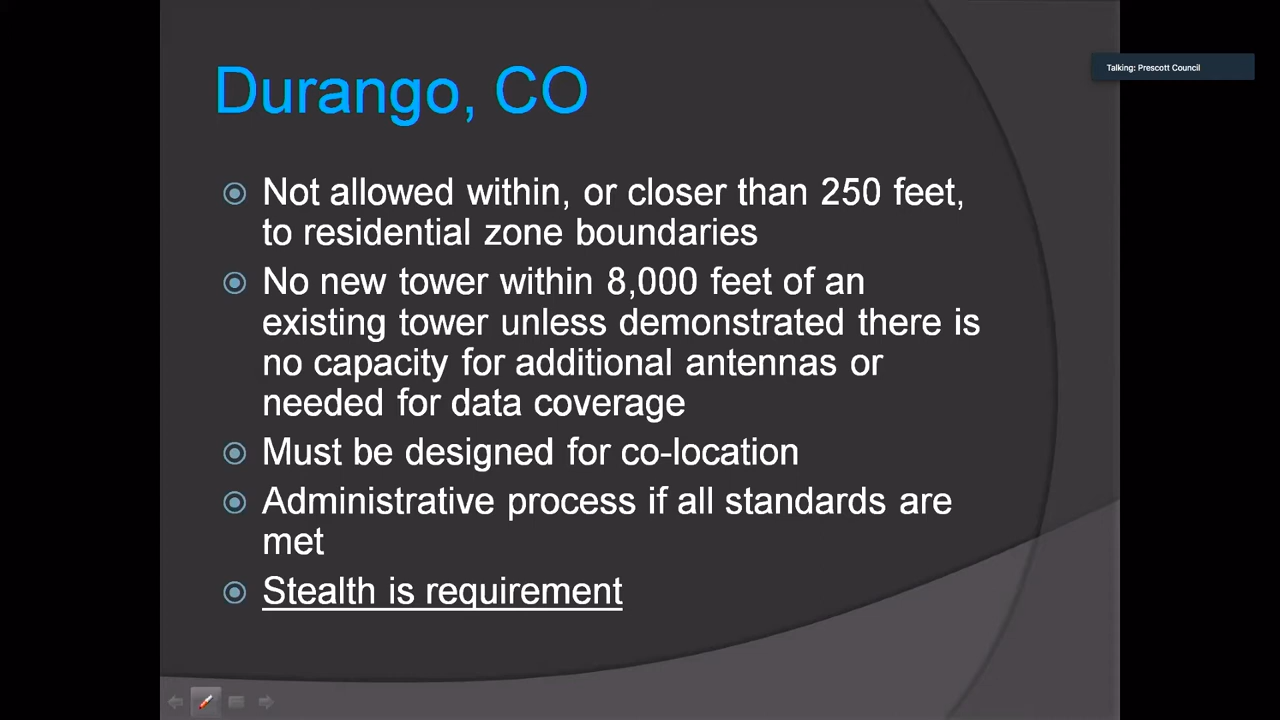 Durango, CO
Talking: Prescott Council
Not allowed within, or closer than 250 feet,
to residential zone boundaries
No new tower within 8,000 feet of an
existing tower unless demonstrated there is
no capacity for additional antennas or
needed for data coverage
Must be designed for co-location
Administrative process if all standards are
met
Stealth is requirement